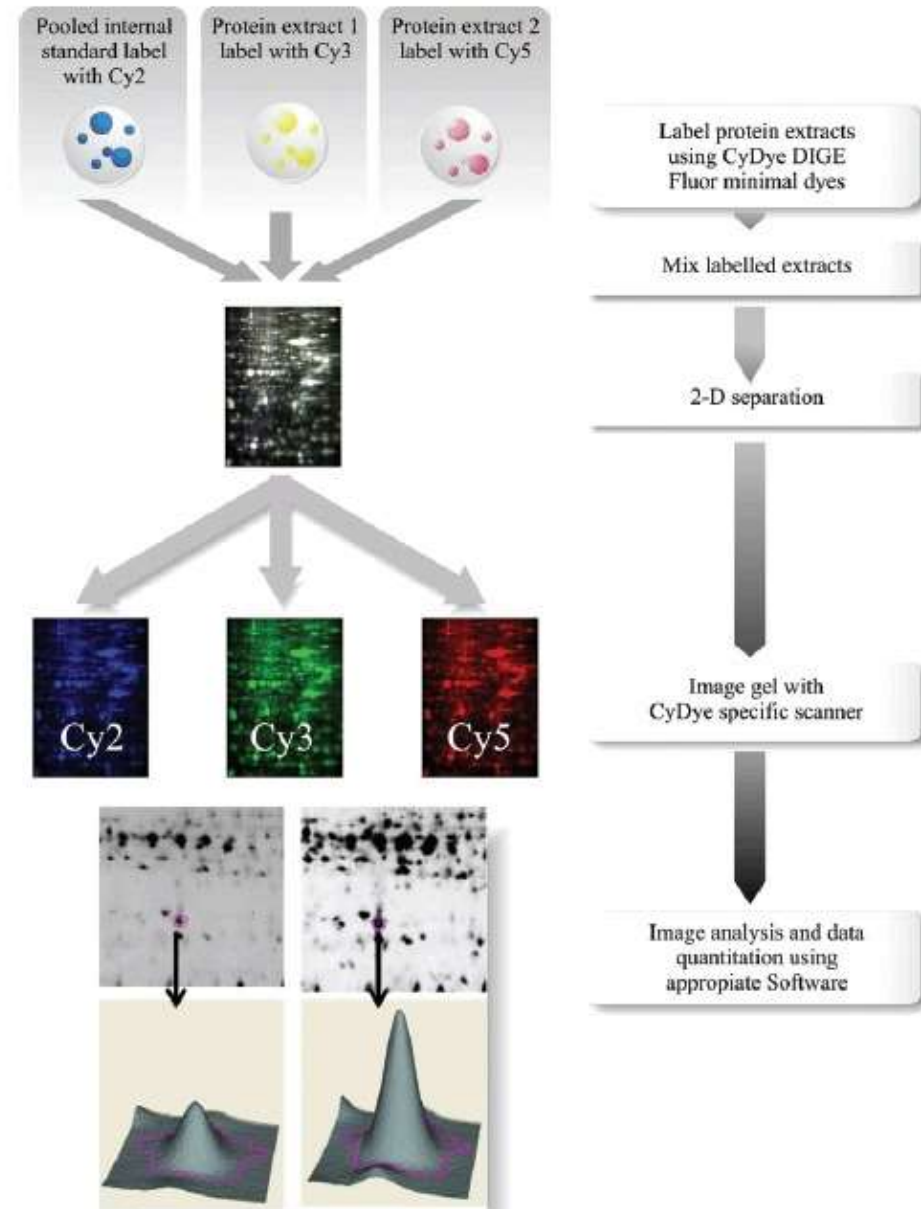 Pooled internal
standard label
with Cy2
Protein extract 1
label with Cy3
Protein extract 2
label with Cy5
Label protein extracts
using CyDye DIGE
Fluor minimal dyes
Mix labelled extracts
2-D separation
Cy2
Cy3
Cy5
Image gel with
CyDye specific scanner
Image analysis and data
quantitation using
appropiate Software